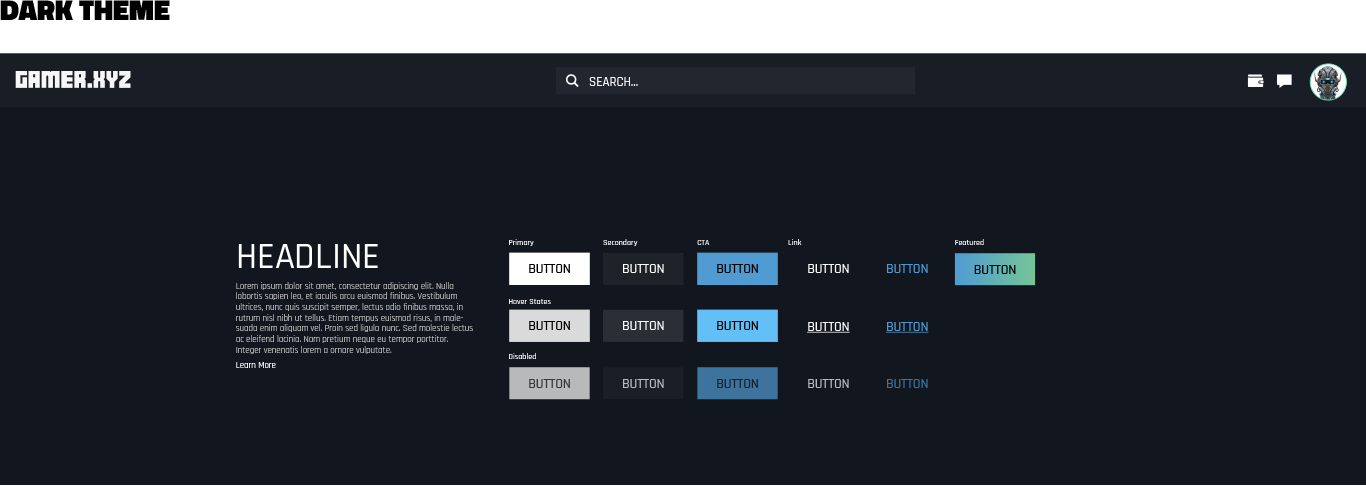 DARK THEME
GAMER.XYZ
SEARCH...
HEADLINE
Lorem ipsum dolor sit amet, consectetur adipiscing elit. Nulla
lobortis sapien leo, et iaculis arcu euismod finibus. Vestibulum
ultrices, nunc quis suscipit semper, lectus odio finibus massa, in
rutrum nisl nibh ut tellus. Etiam tempus euismod risus, in male-
suada enim aliquam vel. Proin sed ligula nunc. Sed molestie lectus
ac eleifend lacinia. Nam pretium neque eu tempor porttitor.
Integer venenatis lorem a ornare vulputate.
Learn More
Primary Secondary CTA Link Featured
BUTTON BUTTON BUTTON BUTTON BUTTON BUTTON
Hover States
BUTTON BUTTON BUTTON BUTTON BUTTON
Disabled
BUTTON BUTTON BUTTON BUTTON BUTTON